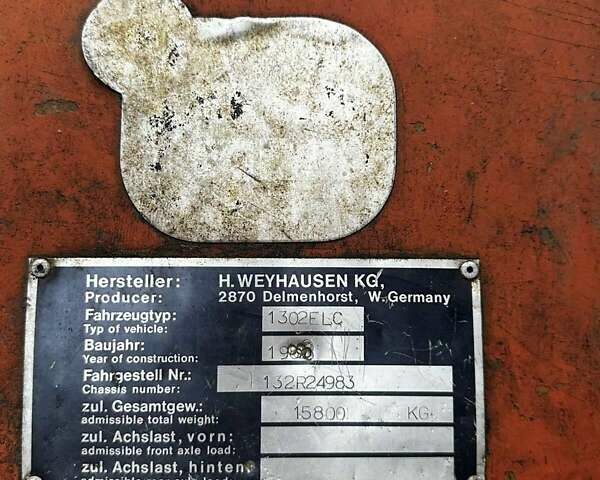 Hersteller: H. WEYHAUSEN KG,
Producer: 2870 Delmenhorst, W. Germany
Fahrzeugtyp: 1302ELC
Typ of vehicle:
Baujahr:
Year of construction:
Fahrgestell Nr.: 132R24983
Chassis number:
zul. Gesamtgew.: 15800 KG
admissible total weight:
zul. Achslast, vorn:
admissible front axle load:
zul. Achslast, hinten